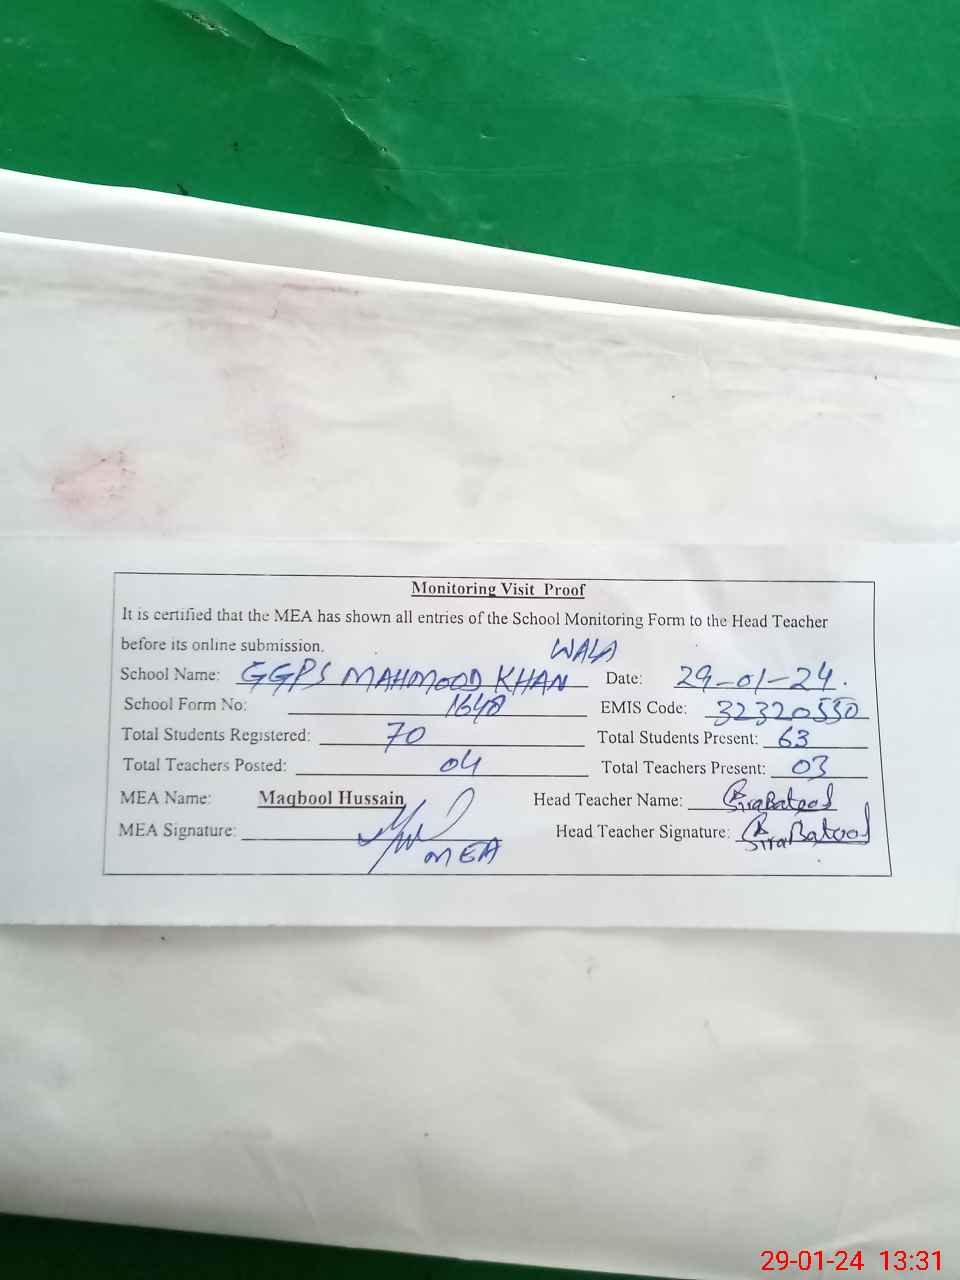 Monitoring Visit Proof
It is certified that the MEA has shown all entries of the School Monitoring Form to the Head Teacher
before its online submission.
WALA
School Name: GGPS MAHMOOD KHAN Date: 29-01-24.
School Form No: 1648 EMIS Code: 32320550
Total Students Registered: 70 Total Students Present: 63
Total Teachers Posted: 04 Total Teachers Present: 03
MEA Name: Maqbool Hussain Head Teacher Name: Batool
MEA Signature: Head Teacher Signature: Batool
MEA
29-01-24 13:31